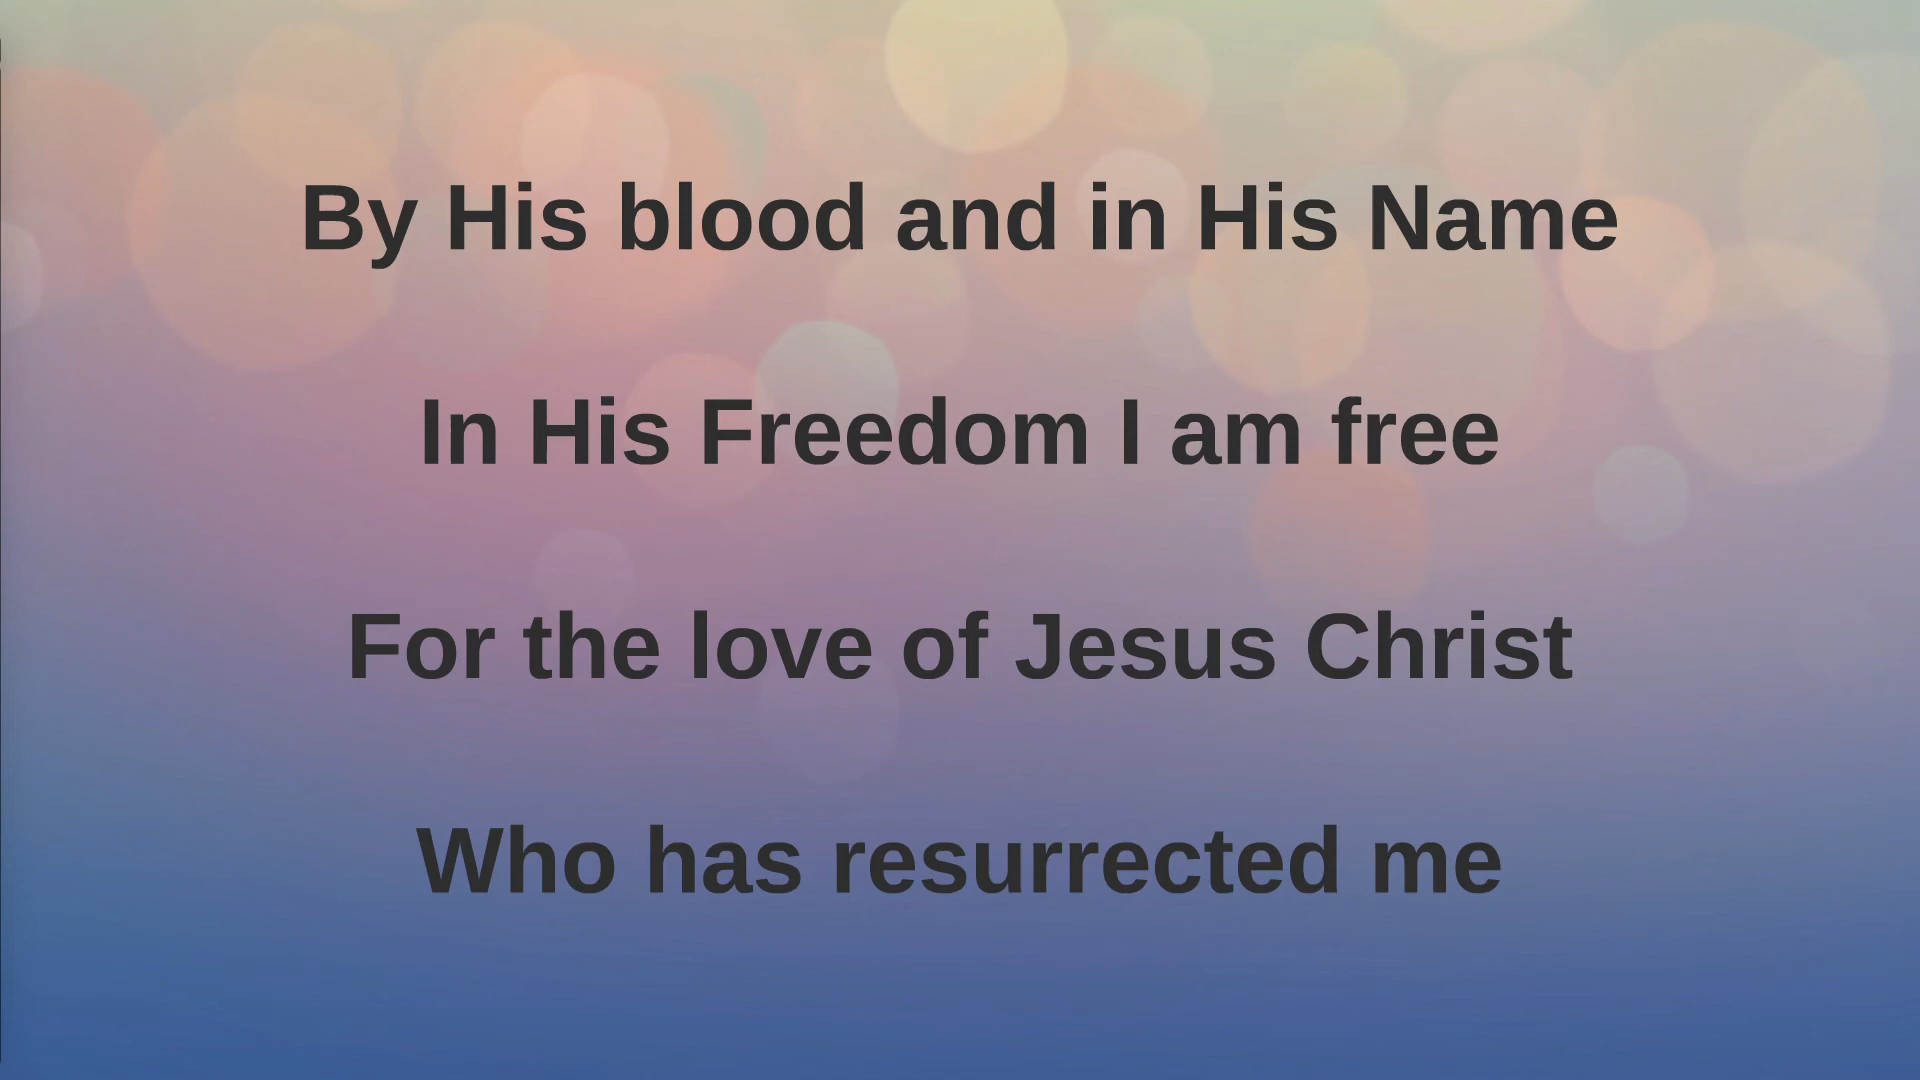 By His blood and in His Name
In His Freedom I am free
For the love of Jesus Christ
Who has resurrected me